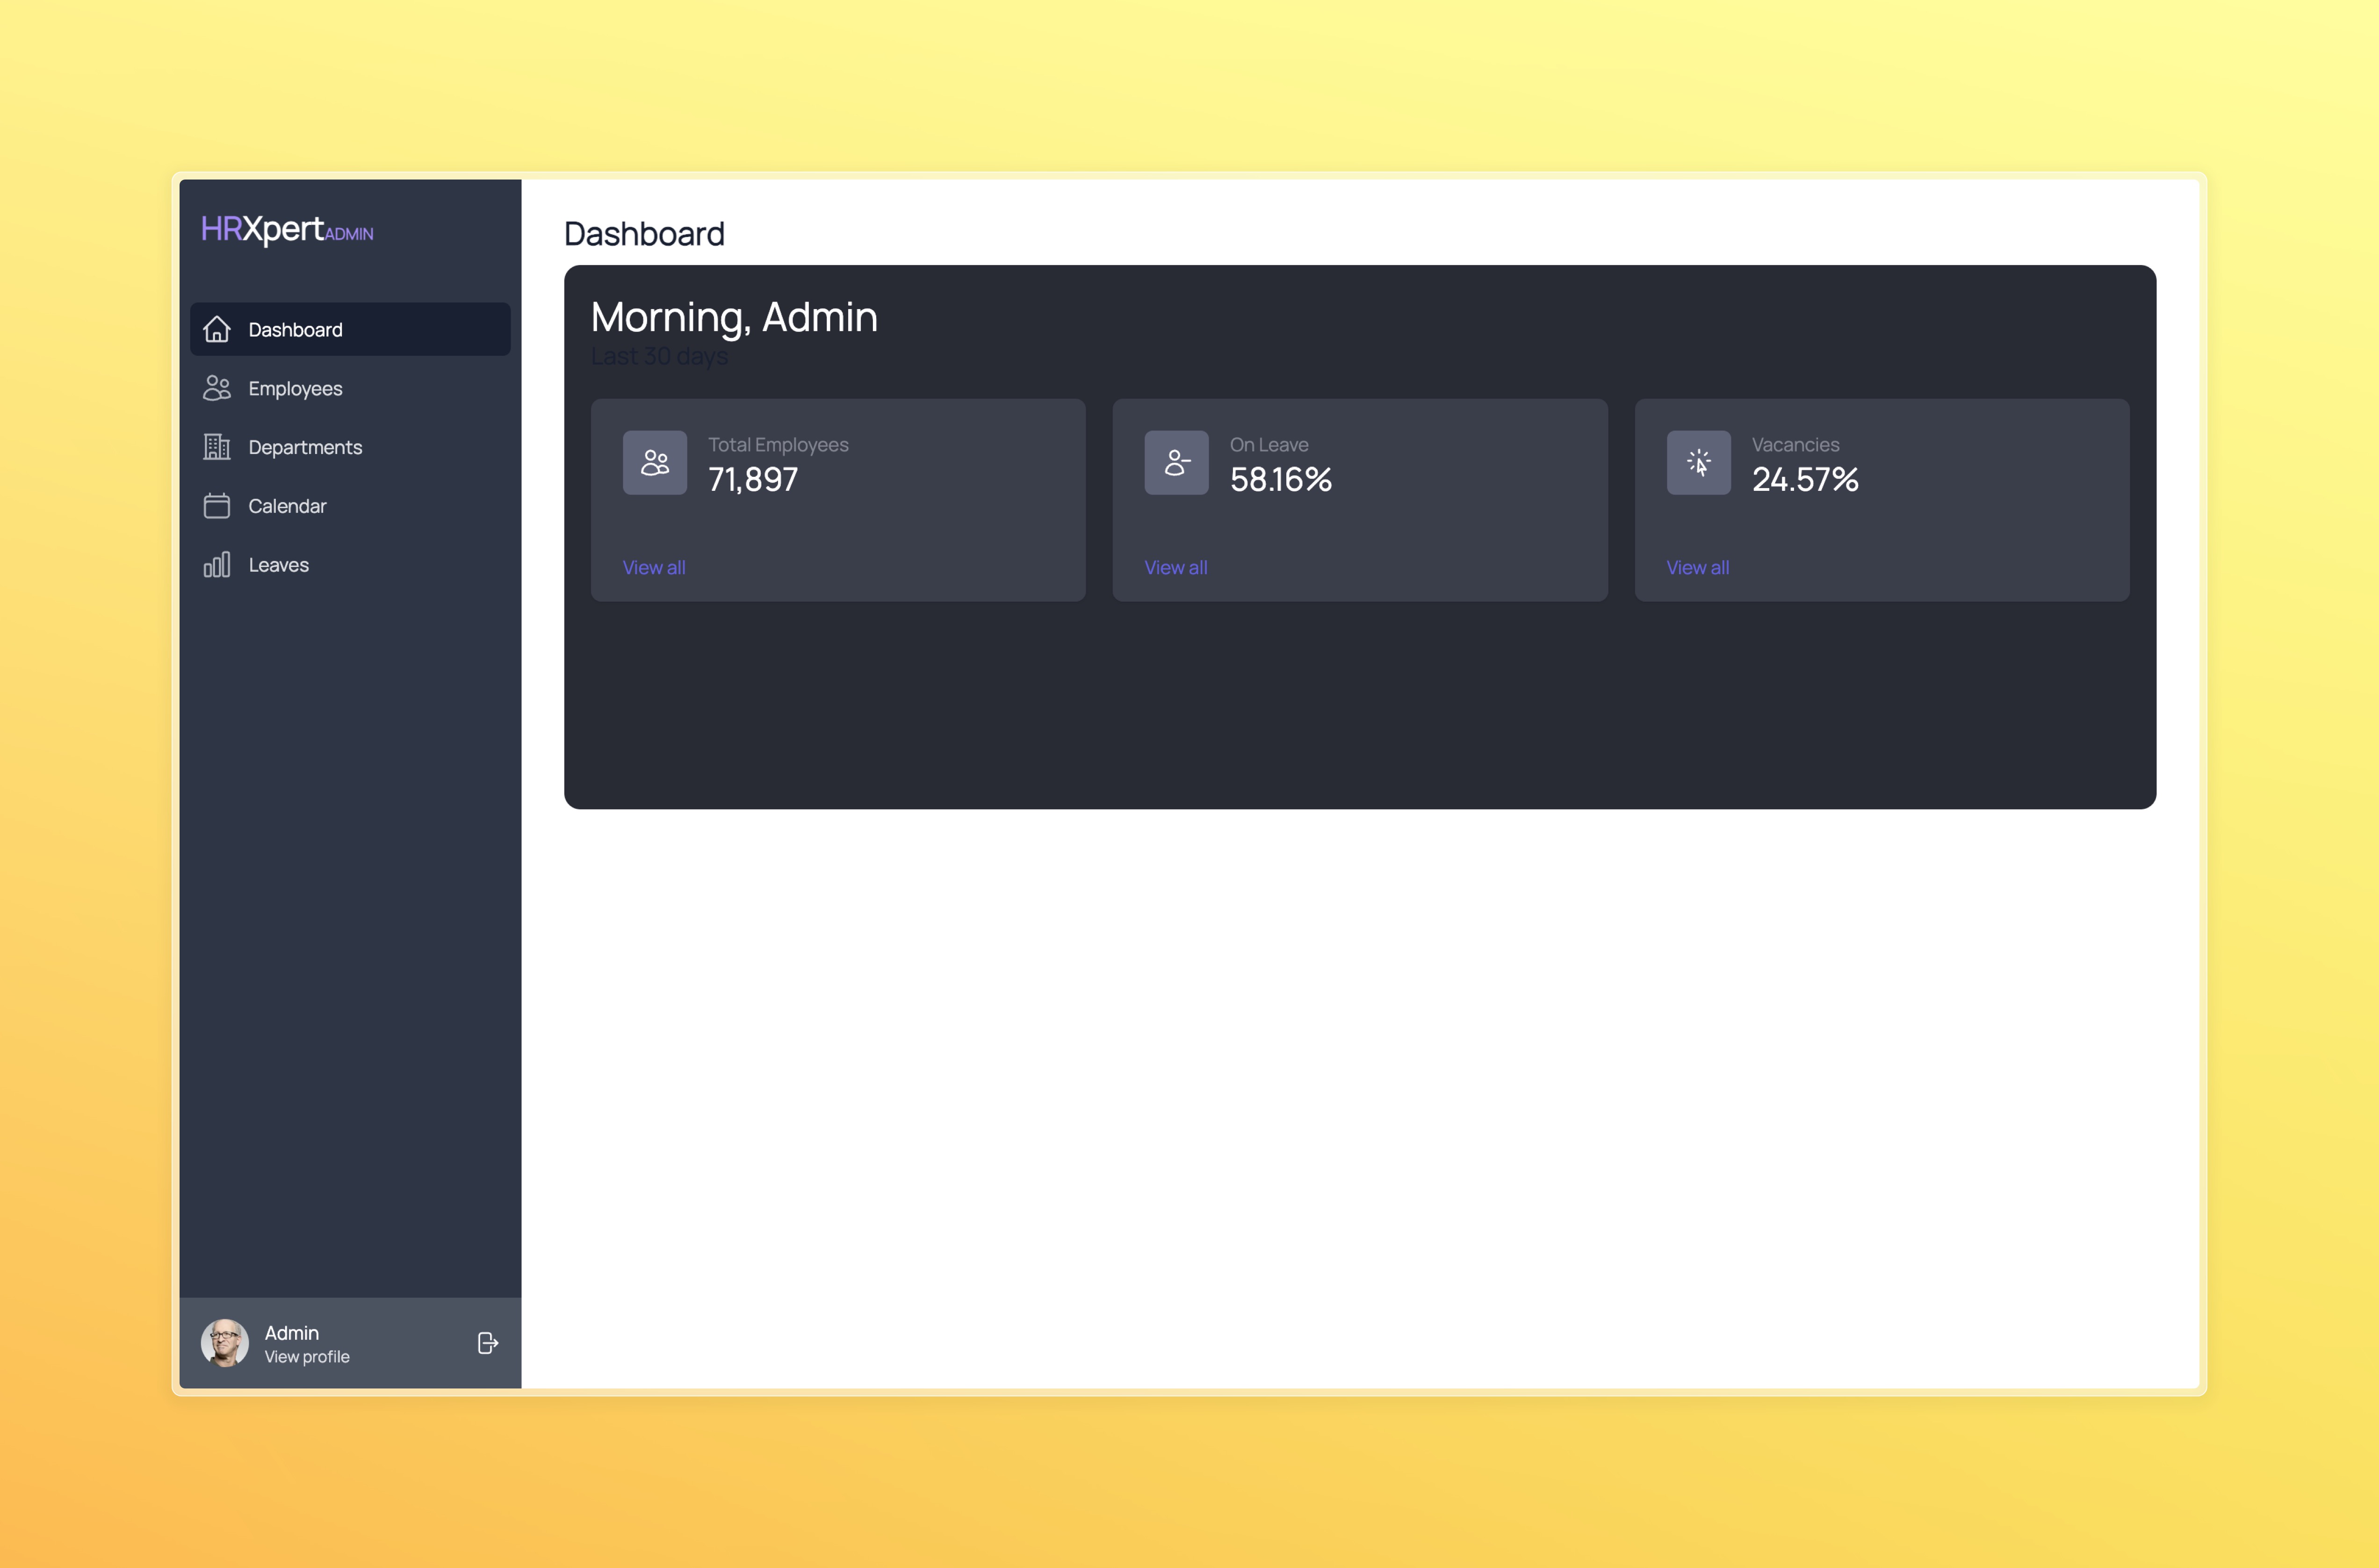 HRXpertADMIN
Dashboard
Employees
Departments
Calendar
Leaves
Admin
View profile
Dashboard
Morning, Admin
Last 30 days
Total Employees
71,897
View all
On Leave
58.16%
View all
Vacancies
24.57%
View all